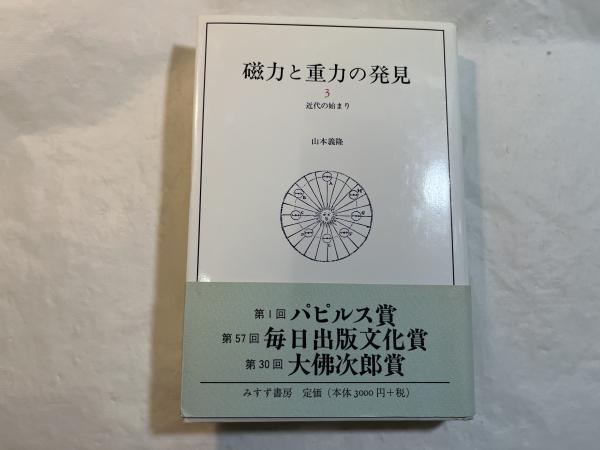 磁力と重力の発見
3
近代の始まり
山本義隆
第1回 パピルス賞
第57回 毎日出版文化賞
第30回 大佛次郎賞
みすず書房 定価(本体3000円+税)